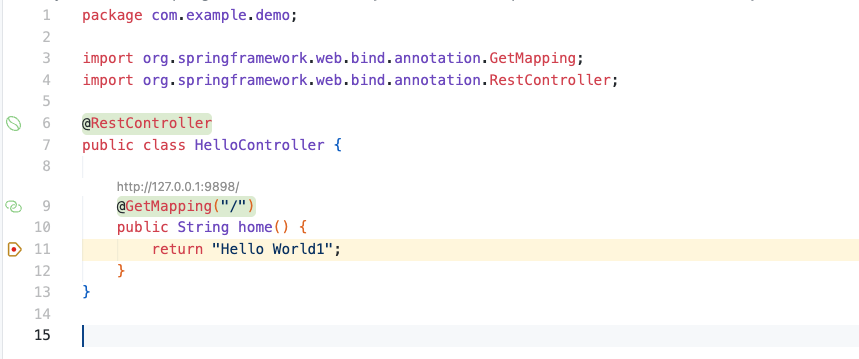 1 package com.example.demo;
2
3 import org.springframework.web.bind.annotation.GetMapping;
4 import org.springframework.web.bind.annotation.RestController;
5
6 @RestController
7 public class HelloController {
8
http://127.0.0.1:9898/
9 @GetMapping("/")
10 public String home() {
11 return "Hello World1";
12 }
13 }
14
15